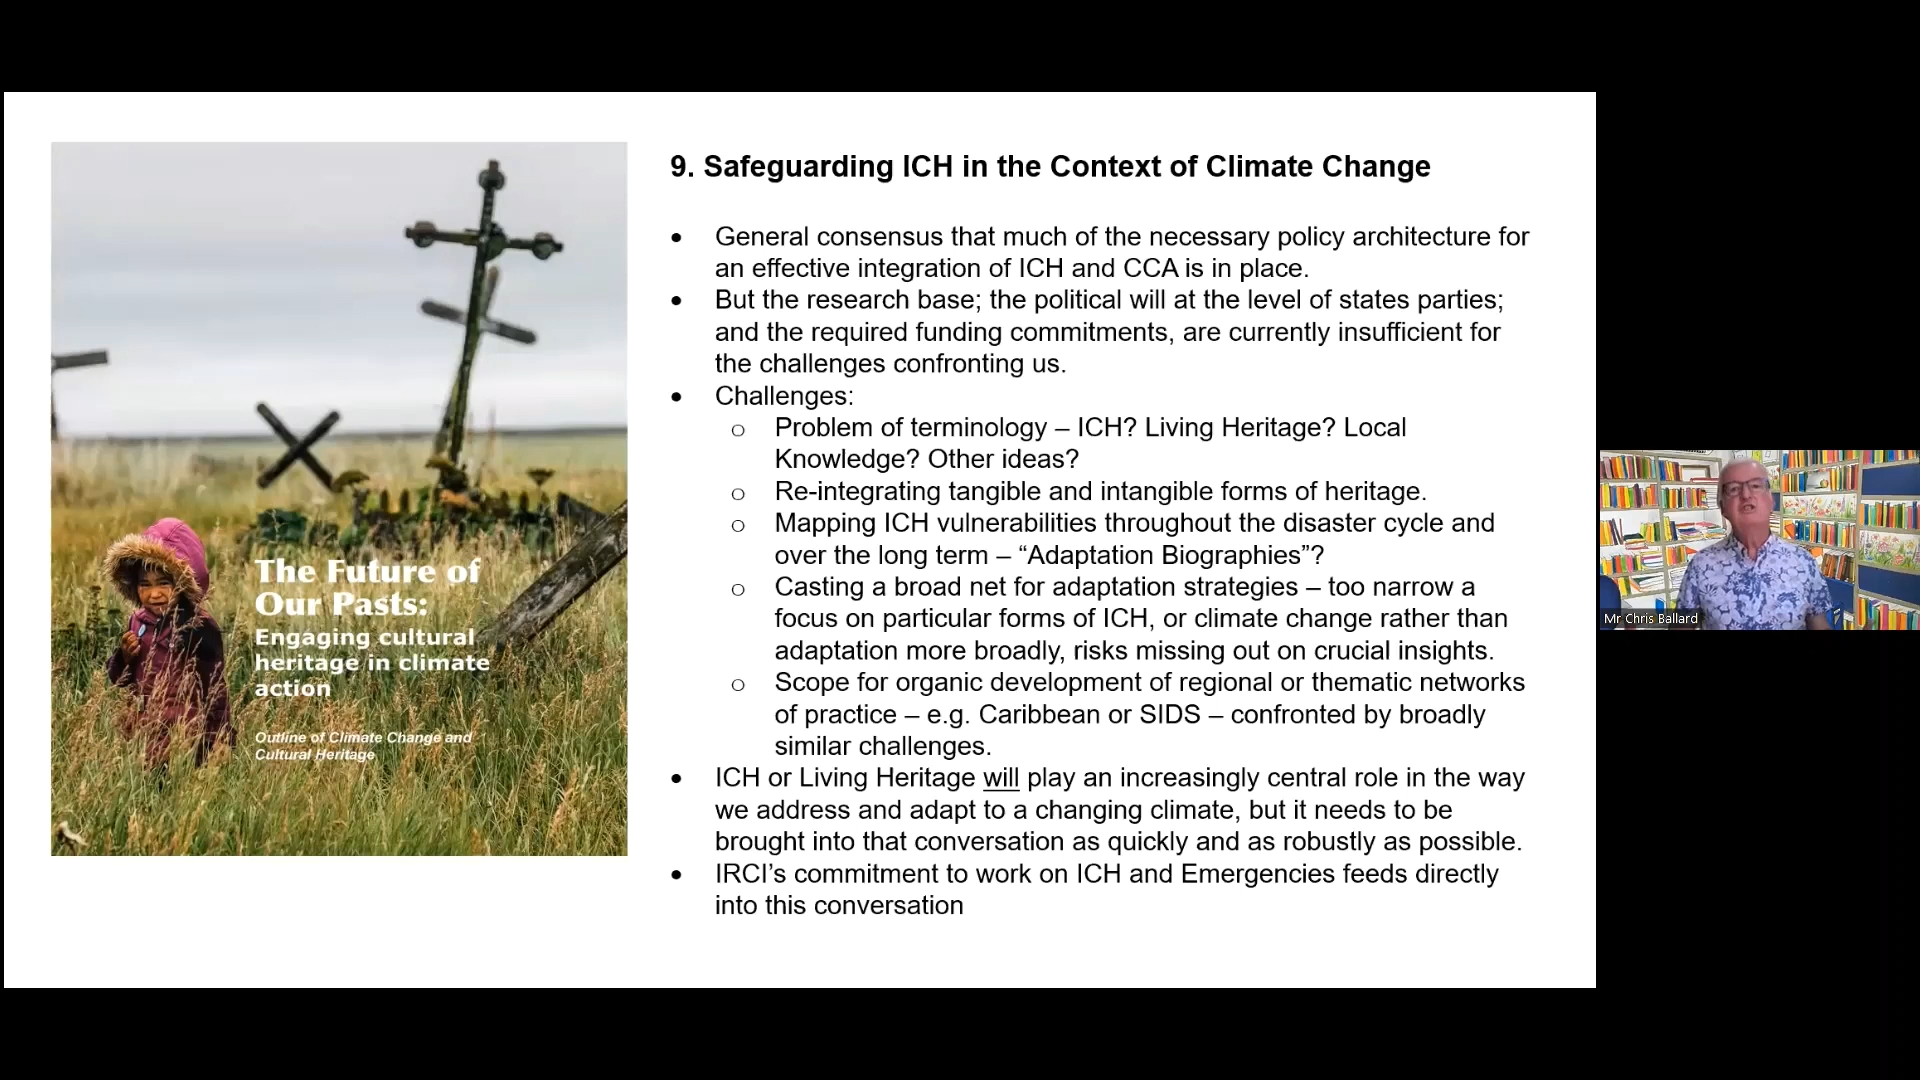 9. Safeguarding ICH in the Context of Climate Change
• General consensus that much of the necessary policy architecture for
an effective integration of ICH and CCA is in place.
• But the research base; the political will at the level of states parties;
and the required funding commitments, are currently insufficient for
the challenges confronting us.
• Challenges:
o Problem of terminology – ICH? Living Heritage? Local
Knowledge? Other ideas?
o Re-integrating tangible and intangible forms of heritage.
o Mapping ICH vulnerabilities throughout the disaster cycle and
over the long term – “Adaptation Biographies”?
o Casting a broad net for adaptation strategies – too narrow a
focus on particular forms of ICH, or climate change rather than
adaptation more broadly, risks missing out on crucial insights.
o Scope for organic development of regional or thematic networks
of practice – e.g. Caribbean or SIDS – confronted by broadly
similar challenges.
• ICH or Living Heritage will play an increasingly central role in the way
we address and adapt to a changing climate, but it needs to be
brought into that conversation as quickly and as robustly as possible.
• IRCI’s commitment to work on ICH and Emergencies feeds directly
into this conversation
The Future of
Our Pasts:
Engaging cultural
heritage in climate
action
Outline of Climate Change and
Cultural Heritage
Mr Chris Ballard